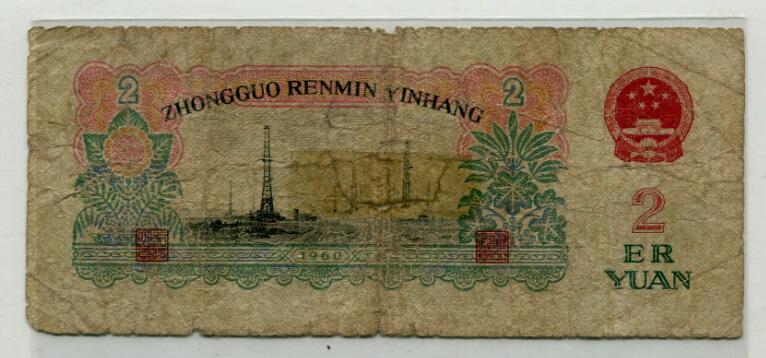 2 2
ZHONGGUO RENMIN YINHANG
1960
2
ER
YUAN